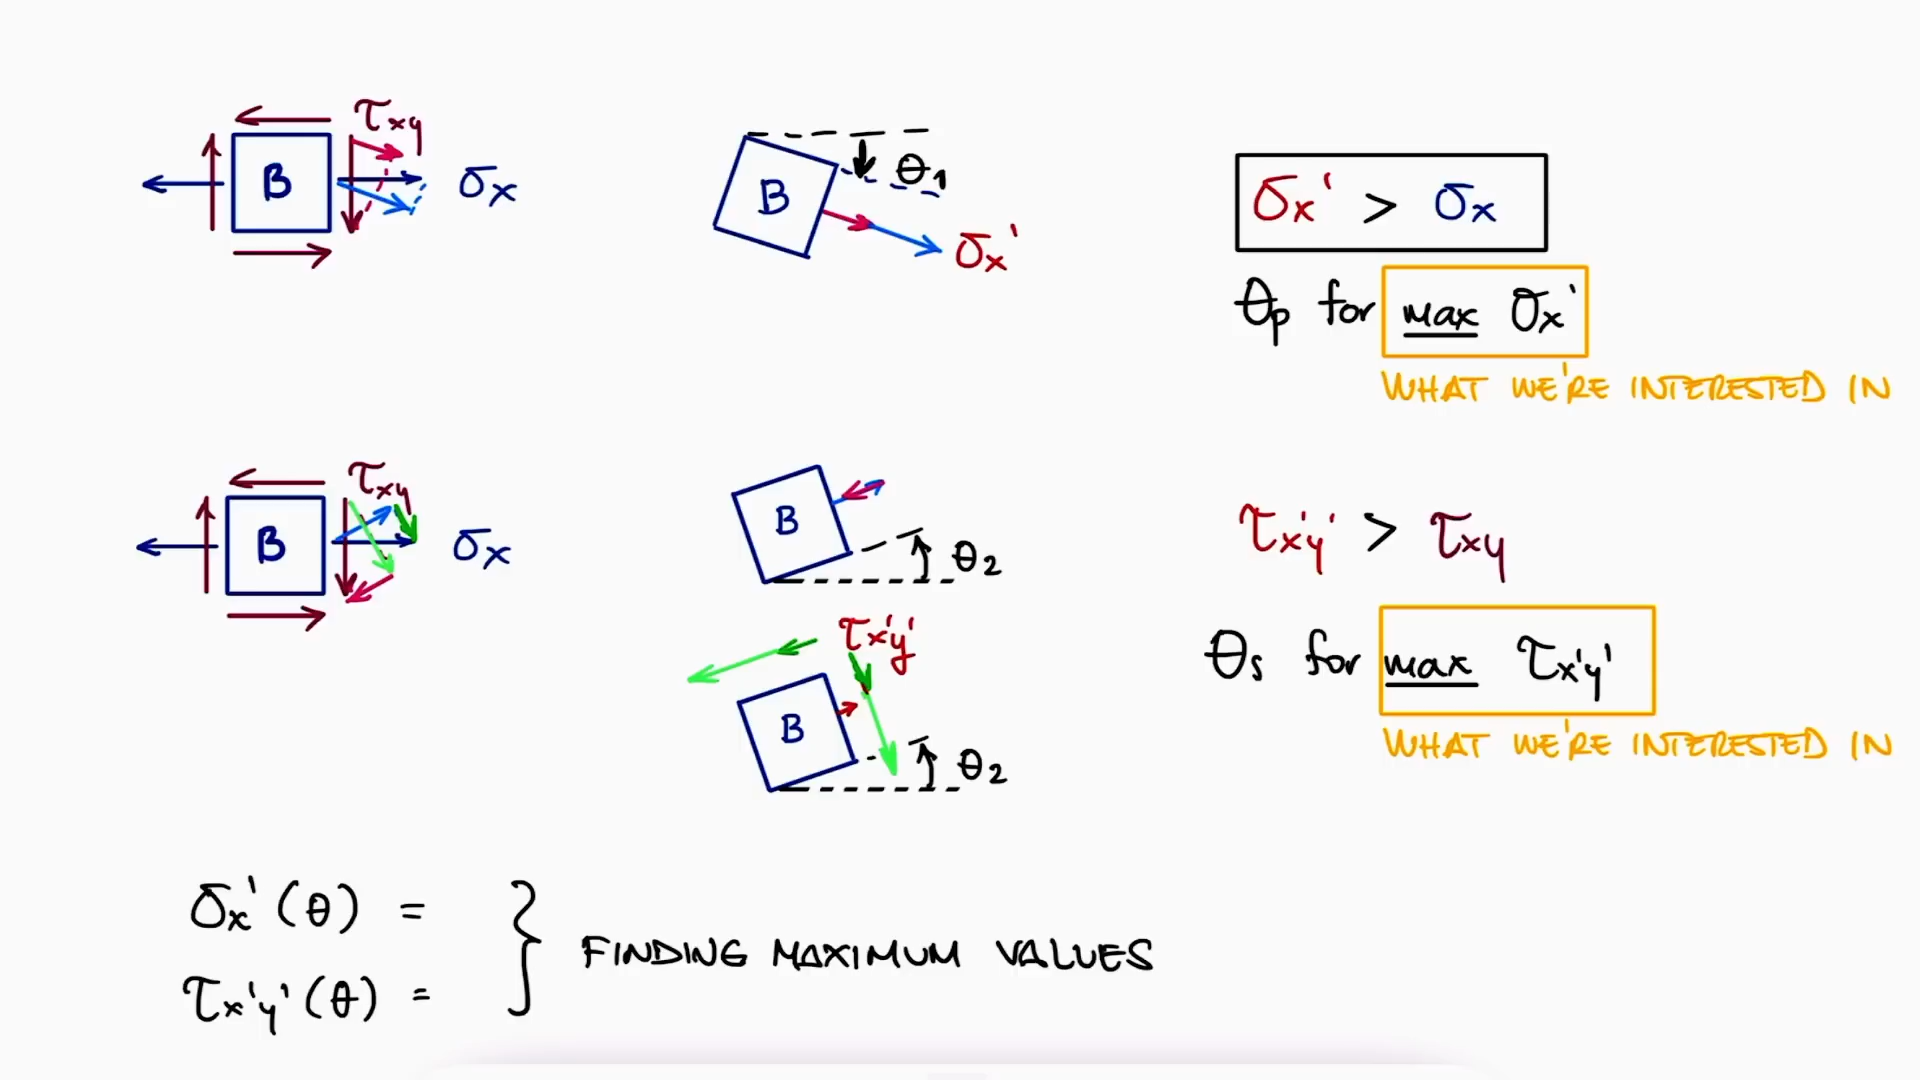 τxy
B
σx
B
θ1
σx'
σx' > σx
θp for max σx'
WHAT WE'RE INTERESTED IN
τxy
B
σx
B
θ2
τx'y' > τxy
τx'y'
B
θ2
θs for max τx'y'
WHAT WE'RE INTERESTED IN
σx'(θ) =
τx'y'(θ) =
} FINDING MAXIMUM VALUES